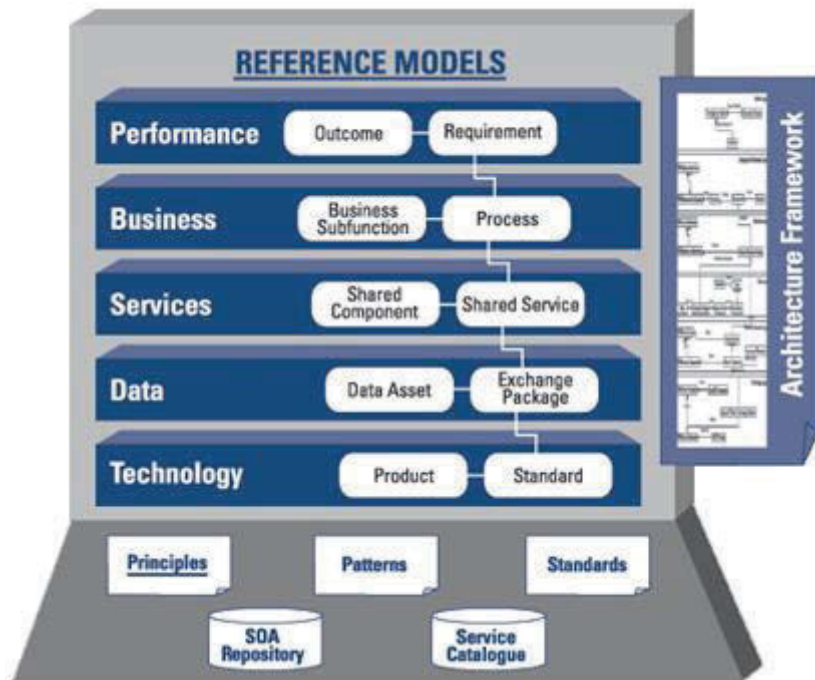 REFERENCE MODELS
Performance
Outcome
Requirement
Business
Business
Subfunction
Process
Services
Shared
Component
Shared Service
Data
Data Asset
Exchange
Package
Technology
Product
Standard
Architecture Framework
Principles
Patterns
Standards
SOA
Repository
Service
Catalogue